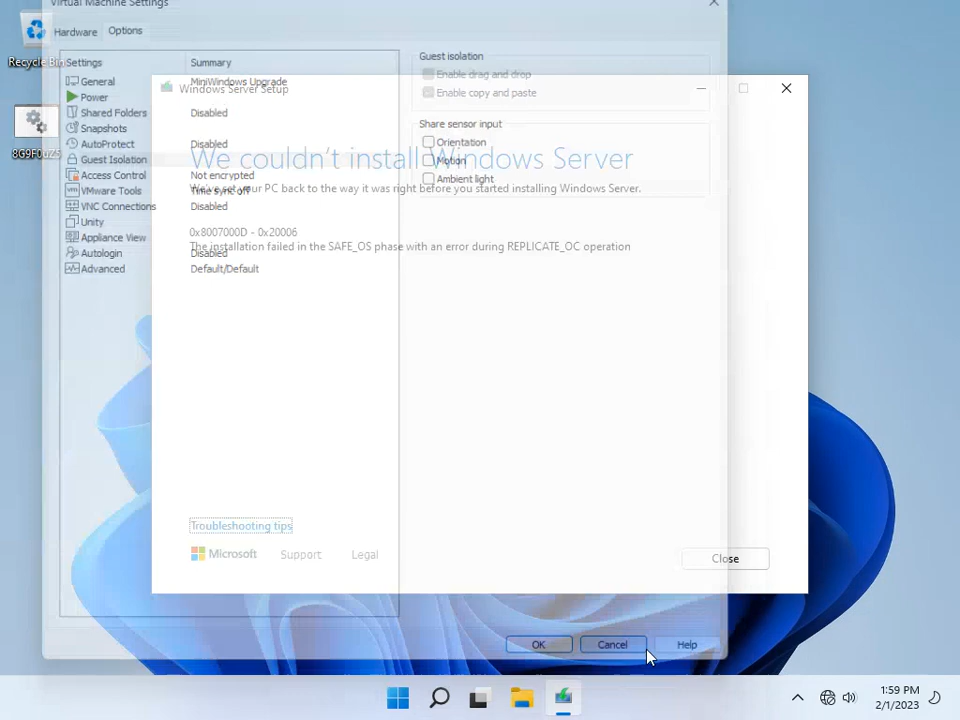 Virtual Machine Settings
Hardware
Options
Recycle Bin
Settings
Summary
General
MiniWindows Upgrade
Power
Shared Folders
Disabled
Snapshots
AutoProtect
Disabled
Guest Isolation
Access Control
Not encrypted
VMware Tools
Time sync off
VNC Connections
Disabled
Unity
Appliance View
Autologin
Disabled
Advanced
Default/Default
Guest isolation
Enable drag and drop
Enable copy and paste
Share sensor input
Orientation
Motion
Ambient light
Windows Server Setup
We couldn't install Windows Server
We've set your PC back to the way it was right before you started installing Windows Server.
0x8007000D - 0x20006
The installation failed in the SAFE_OS phase with an error during REPLICATE_OC operation
Troubleshooting tips
Microsoft
Support
Legal
Close
OK
Cancel
Help
1:59 PM
2/1/2023